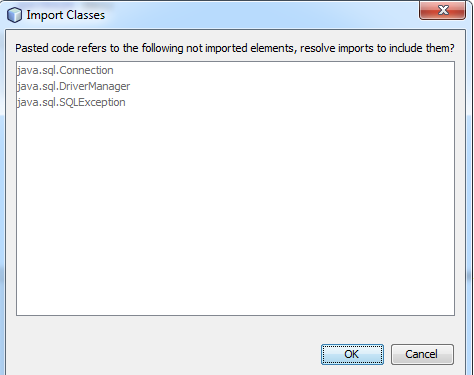 Import Classes
Pasted code refers to the following not imported elements, resolve imports to include them?
java.sql.Connection
java.sql.DriverManager
java.sql.SQLException
OK
Cancel